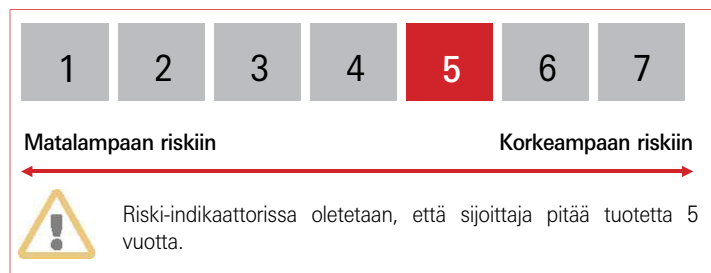 1 2 3 4 5 6 7
Matalampaan riskiin Korkeampaan riskiin
Riski-indikaattorissa oletetaan, että sijoittaja pitää tuotetta 5
vuotta.